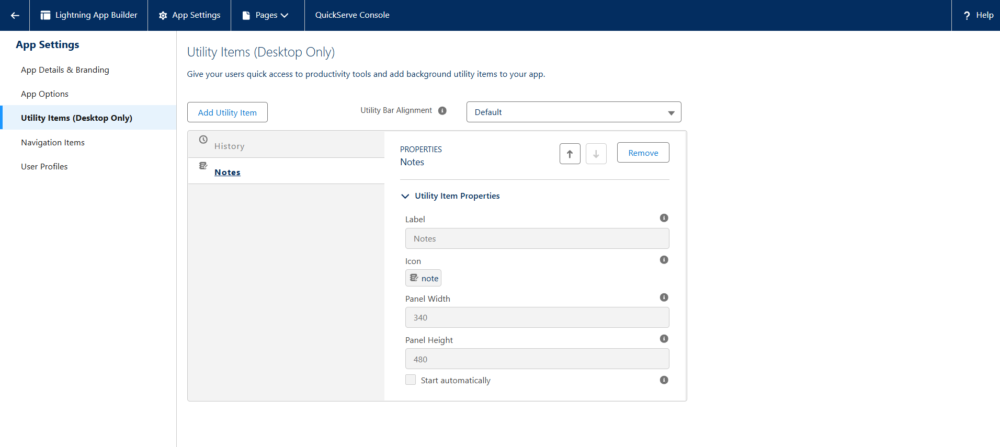 Lightning App Builder
App Settings
Pages
QuickServe Console
? Help
App Settings
App Details & Branding
App Options
Utility Items (Desktop Only)
Navigation Items
User Profiles
Utility Items (Desktop Only)
Give your users quick access to productivity tools and add background utility items to your app.
Add Utility Item
Utility Bar Alignment
Default
History
Notes
PROPERTIES
Notes
Remove
Utility Item Properties
Label
Notes
Icon
note
Panel Width
340
Panel Height
480
Start automatically